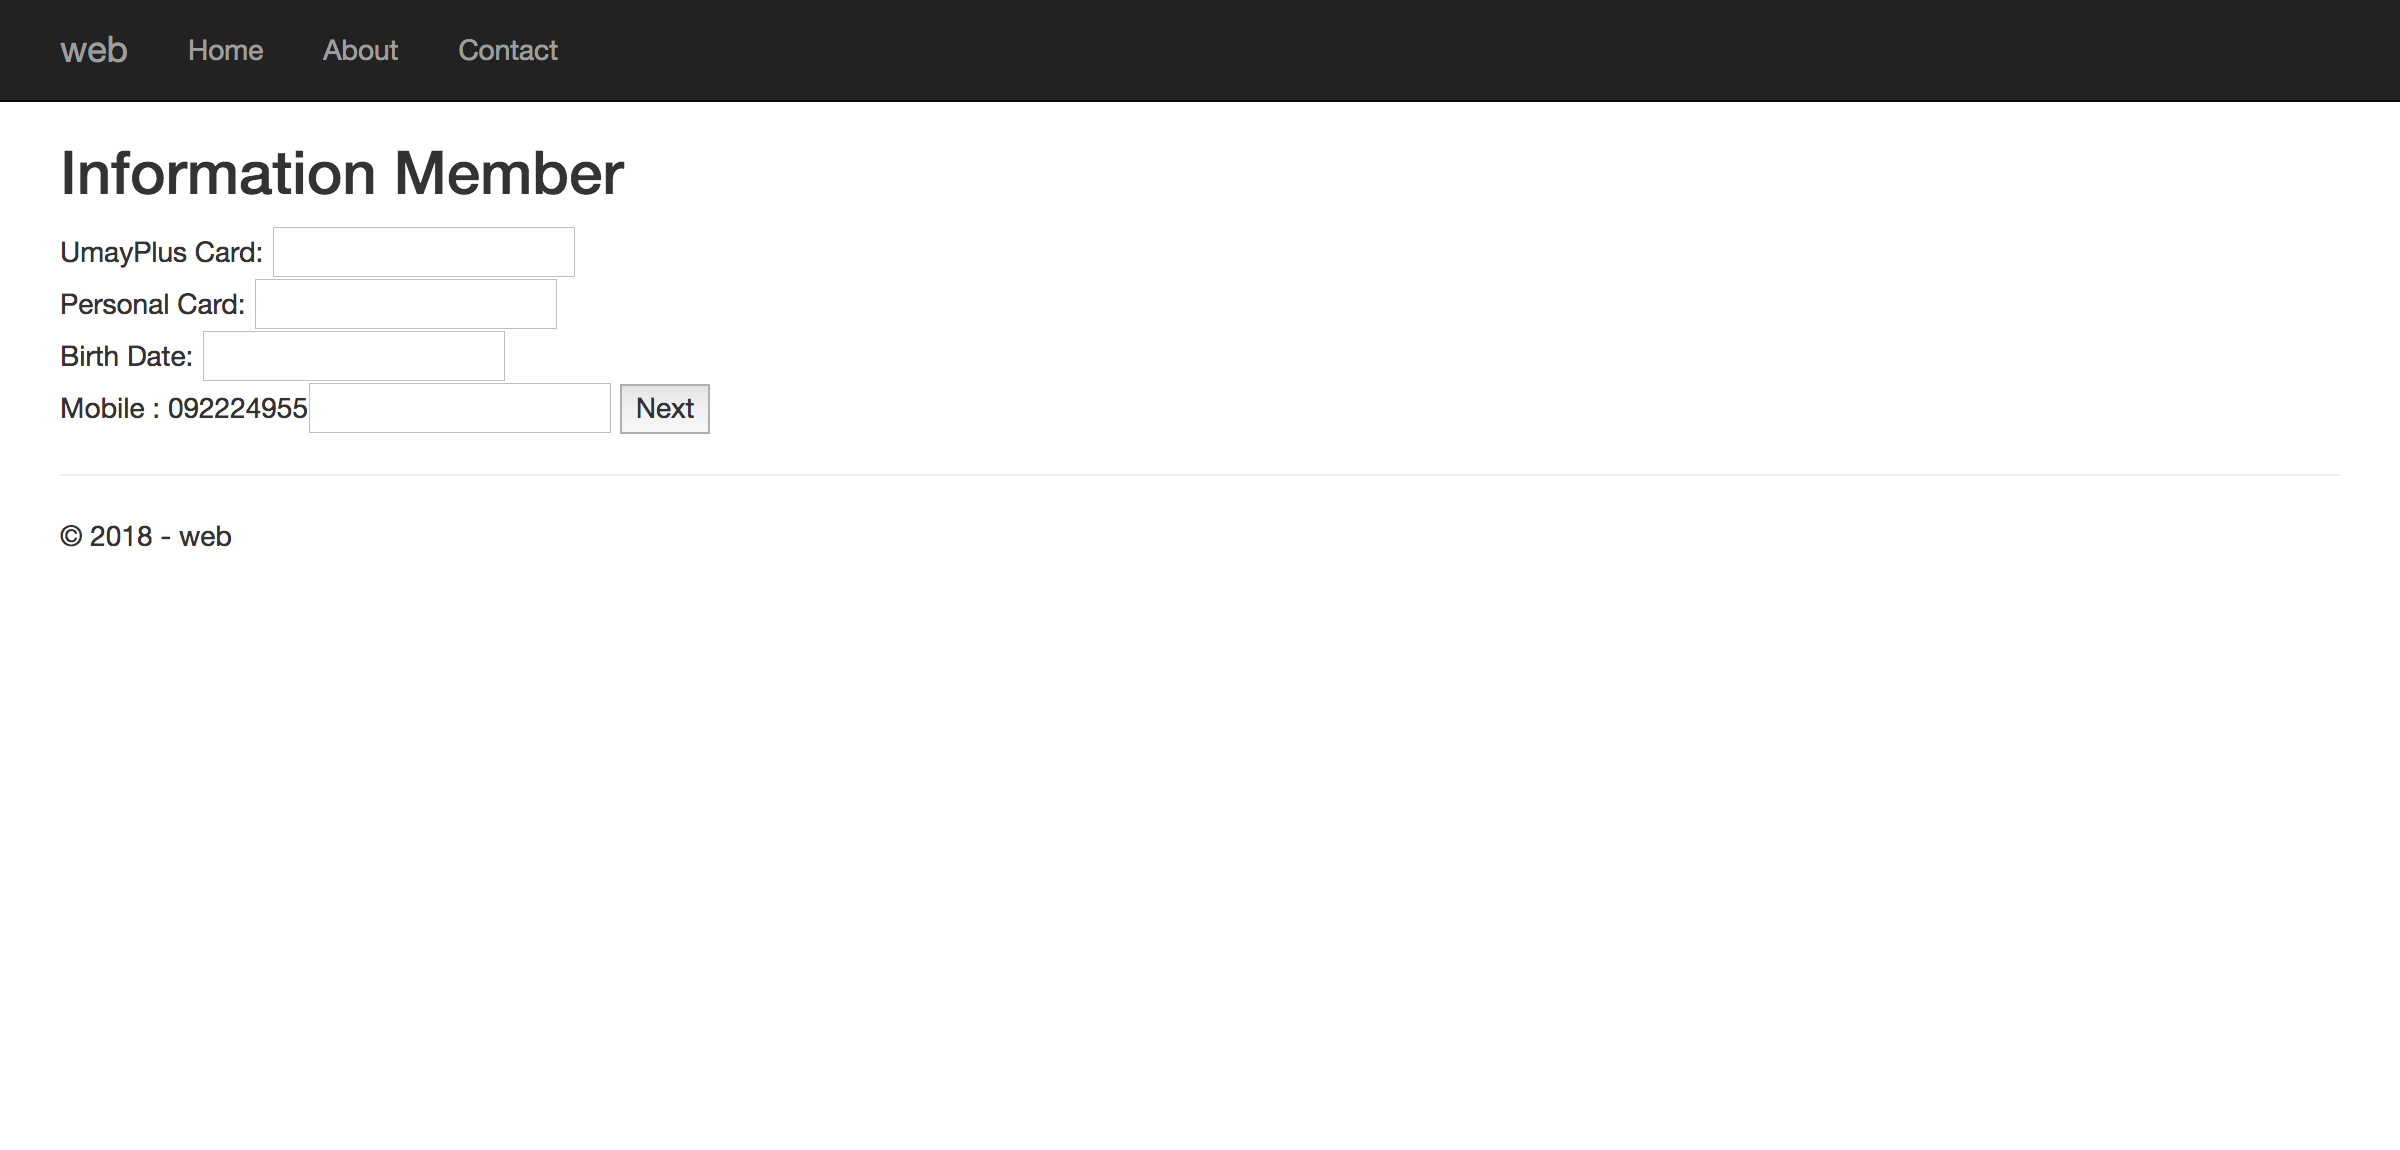 web Home About Contact
Information Member
UmayPlus Card:
Personal Card:
Birth Date:
Mobile : 092224955 Next
© 2018 - web